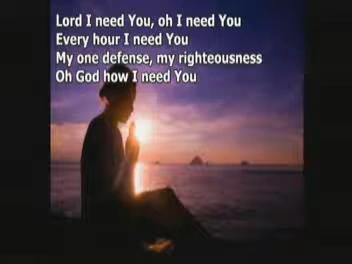 Lord I need You, oh I need You
Every hour I need You
My one defense, my righteousness
Oh God how I need You